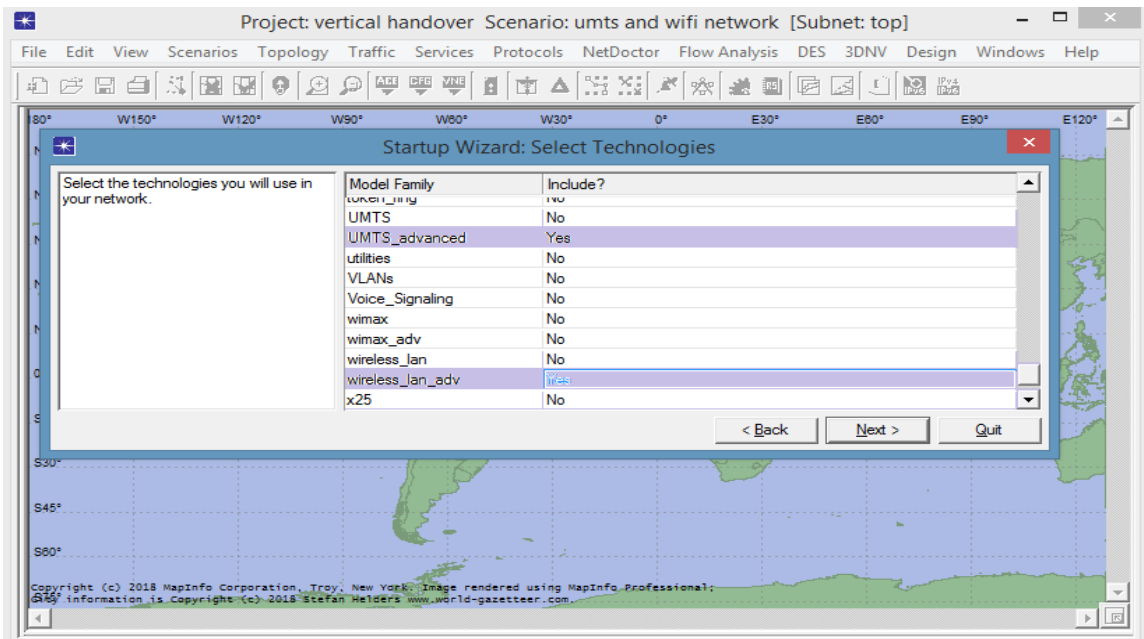 Project: vertical handover Scenario: umts and wifi network [Subnet: top]
File Edit View Scenarios Topology Traffic Services Protocols NetDoctor Flow Analysis DES 3DNV Design Windows Help
180° W150° W120° W90° W60° W30° 0° E30° E60° E90° E120°
Startup Wizard: Select Technologies
Select the technologies you will use in
your network.
Model Family Include?
token_ring No
UMTS No
UMTS_advanced Yes
utilities No
VLANs No
Voice_Signaling No
wimax No
wimax_adv No
wireless_lan No
wireless_lan_adv Yes
x25 No
< Back Next > Quit
S30°
S45°
S60°
Copyright (c) 2018 MapInfo Corporation, Troy, New York. Image rendered using MapInfo Professional;
City information is Copyright (c) 2018 Stefan Helders www.world-gazetteer.com.